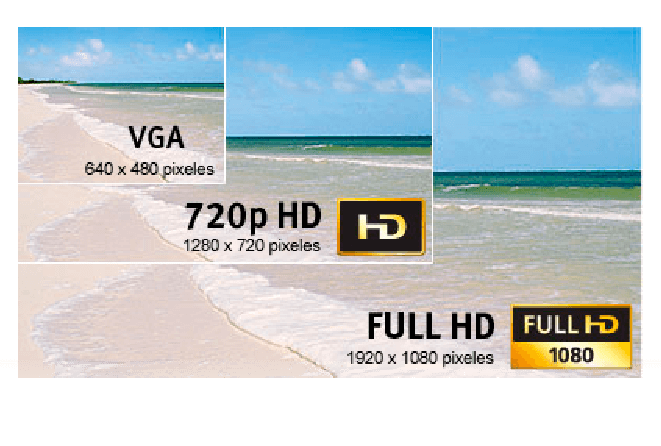 VGA
640 x 480 pixeles
720p HD
1280 x 720 pixeles
HD
FULL HD
1920 x 1080 pixeles
FULL HD
1080